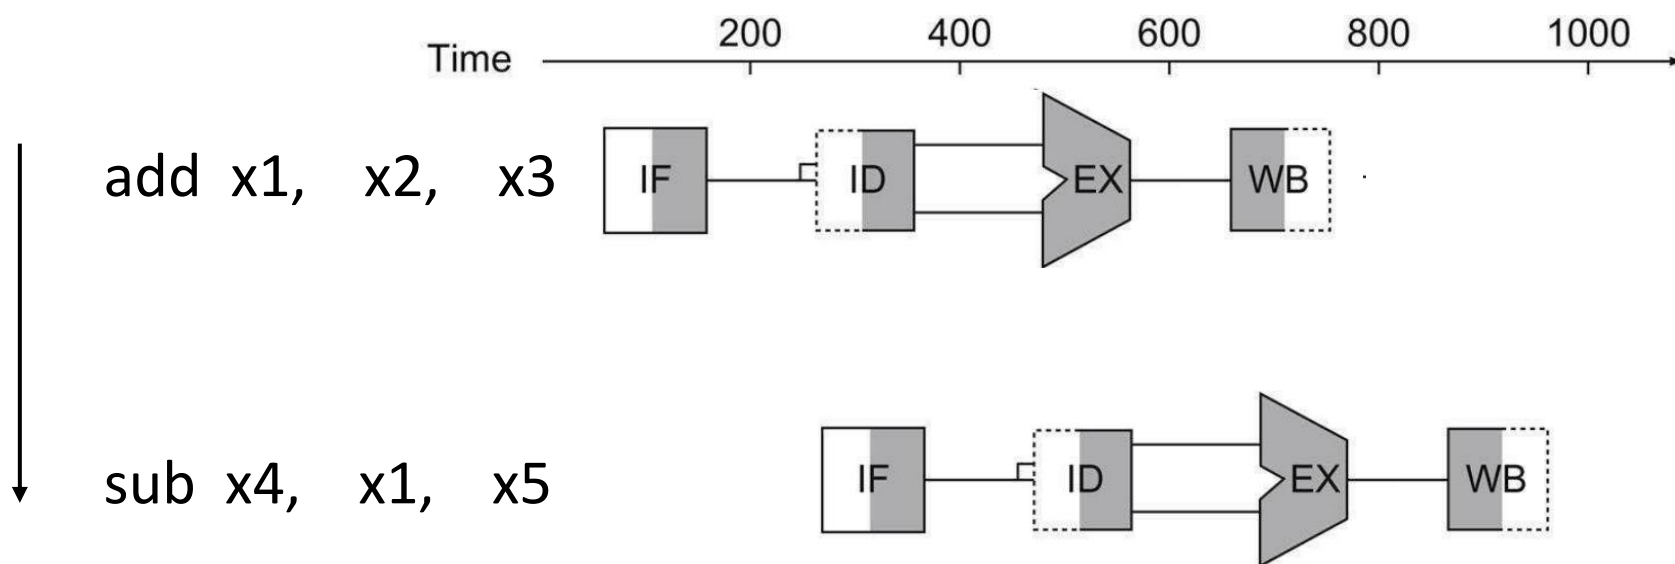 200 400 600 800 1000
Time
add x1, x2, x3 IF ID EX WB
sub x4, x1, x5 IF ID EX WB